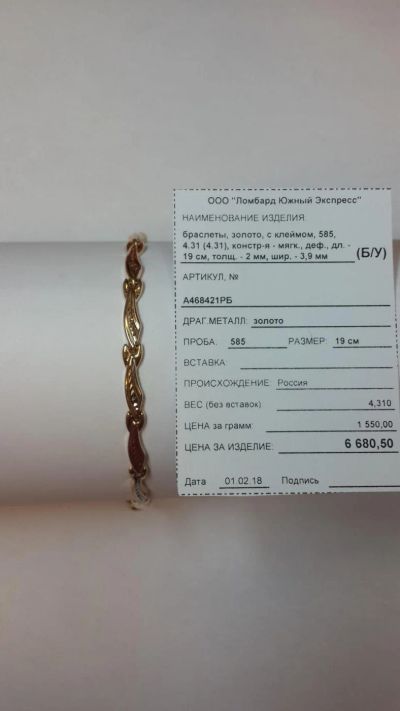 ООО "Ломбард Южный Экспресс"
НАИМЕНОВАНИЕ ИЗДЕЛИЯ:
браслеты, золото, с клеймом, 585,
4.31 (4.31), констр-я - мягк., деф., дл. -
19 см, толщ. - 2 мм, шир. - 3,9 мм (Б/У)
АРТИКУЛ, №
А468421РБ
ДРАГ.МЕТАЛЛ: золото
ПРОБА: 585 РАЗМЕР: 19 см
ВСТАВКА:
ПРОИСХОЖДЕНИЕ: Россия
ВЕС (без вставок) 4,310
ЦЕНА за грамм: 1 550,00
ЦЕНА ЗА ИЗДЕЛИЕ: 6 680,50
Дата 01.02.18 Подпись